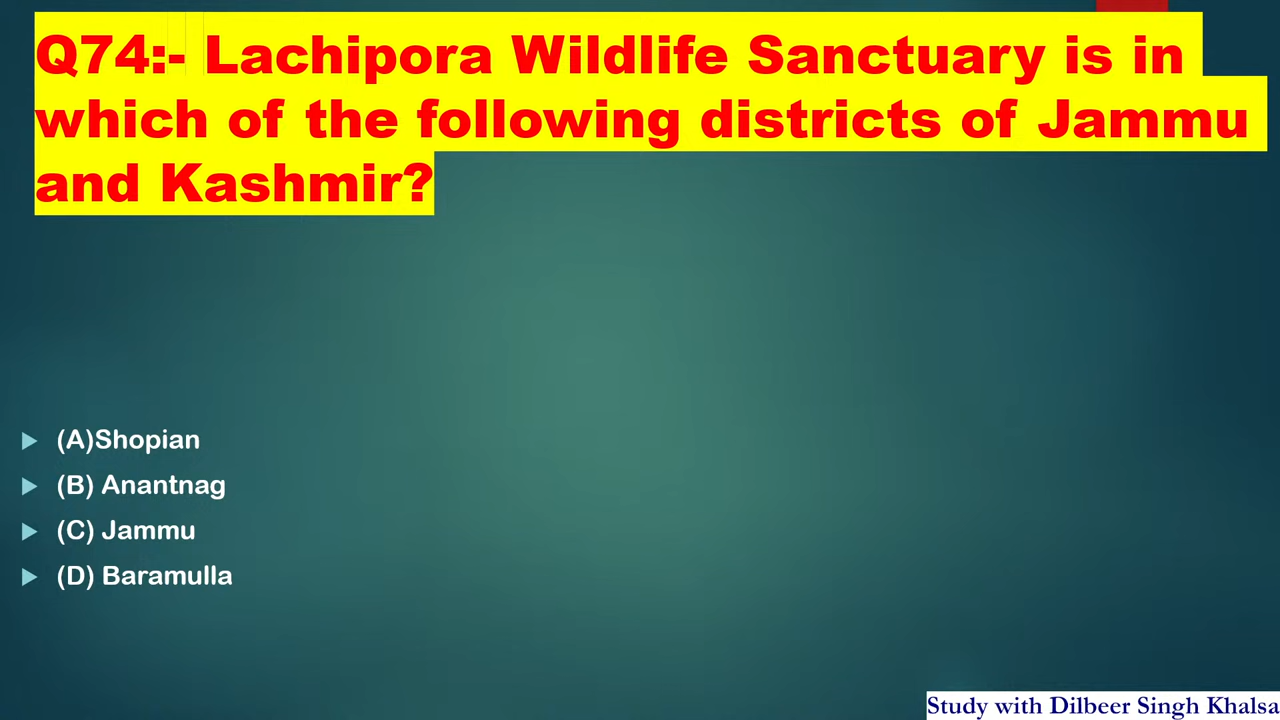 Q74:- Lachipora Wildlife Sanctuary is in
which of the following districts of Jammu
and Kashmir?
(A)Shopian
(B) Anantnag
(C) Jammu
(D) Baramulla
Study with Dilbeer Singh Khalsa